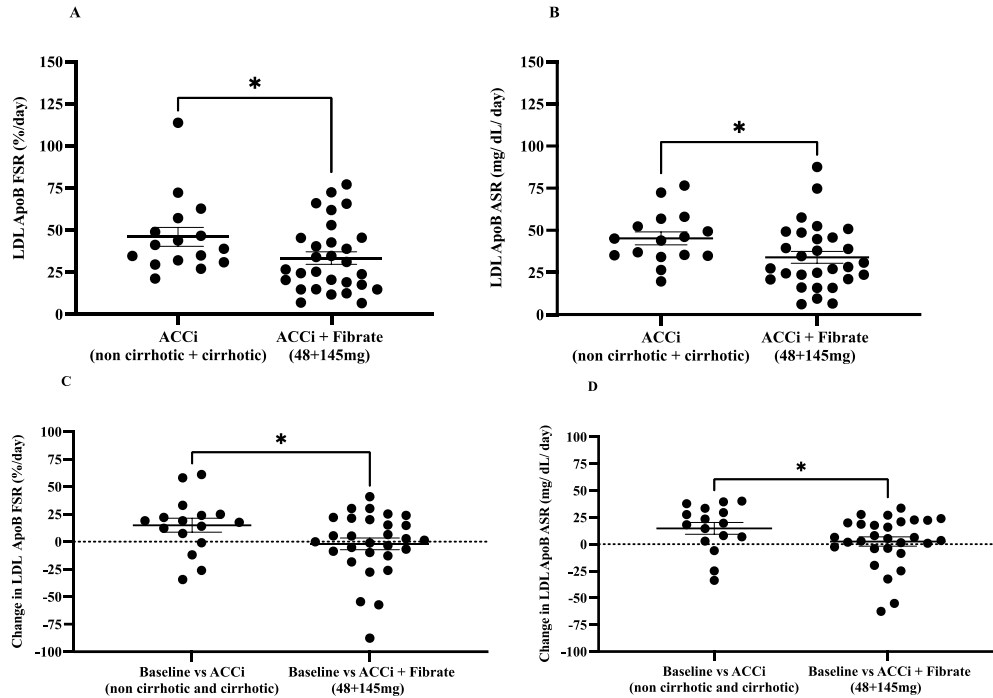 A
B
LDL ApoB FSR (%/day)
150
125
100
75
50
25
0
*
ACCi
(non cirrhotic + cirrhotic)
ACCi + Fibrate
(48+145mg)
LDL ApoB ASR (mg/ dL/ day)
150
125
100
75
50
25
0
*
ACCi
(non cirrhotic + cirrhotic)
ACCi + Fibrate
(48+145mg)
C
D
Change in LDL ApoB FSR (%/day)
100
75
50
25
0
-25
-50
-75
-100
*
Baseline vs ACCi
(non cirrhotic and cirrhotic)
Baseline vs ACCi + Fibrate
(48+145mg)
Change in LDL ApoB ASR (mg/ dL/ day)
100
75
50
25
0
-25
-50
-75
-100
*
Baseline vs ACCi
(non cirrhotic and cirrhotic)
Baseline vs ACCi + Fibrate
(48+145mg)